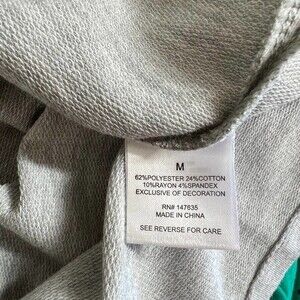 M
62%POLYESTER 24%COTTON
10%RAYON 4%SPANDEX
EXCLUSIVE OF DECORATION
RN# 147635
MADE IN CHINA
SEE REVERSE FOR CARE